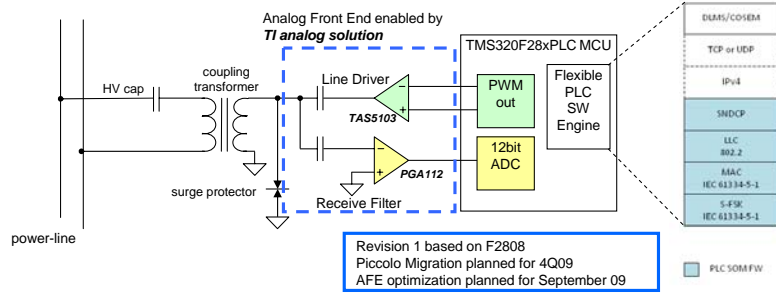 Analog Front End enabled by
TI analog solution
TMS320F28xPLC MCU
HV cap
coupling
transformer
Line Driver
TAS5103
PWM
out
Flexible
PLC
SW
Engine
12bit
ADC
PGA112
surge protector
Receive Filter
power-line
Revision 1 based on F2808
Piccolo Migration planned for 4Q09
AFE optimization planned for September 09
DLMS/COSEM
TCP or UDP
IPv4
SNDCP
LLC
802.2
MAC
IEC 61334-5-1
S-FSK
IEC 61334-5-1
PLC SOM FW